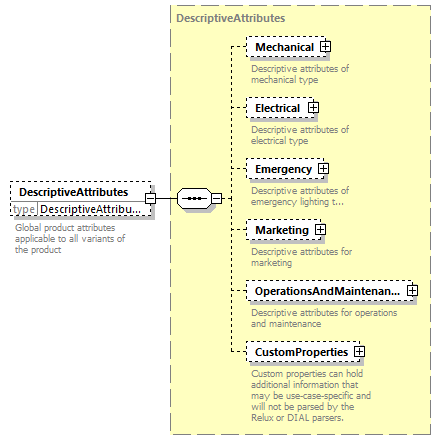 DescriptiveAttributes
Mechanical
Descriptive attributes of
mechanical type
Electrical
Descriptive attributes of
electrical type
Emergency
Descriptive attributes of
emergency lighting t...
DescriptiveAttributes
type DescriptiveAttribu...
Global product attributes
applicable to all variants of
the product
Marketing
Descriptive attributes for
marketing
OperationsAndMaintenan...
Descriptive attributes for operations
and maintenance
CustomProperties
Custom properties can hold
additional information that
may be use-case-specific and
will not be parsed by the
Relux or DIAL parsers.